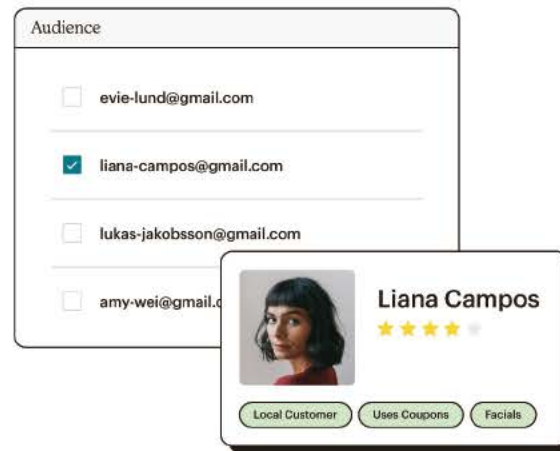 Audience
evie-lund@gmail.com
liana-campos@gmail.com
lukas-jakobsson@gmail.com
amy-wei@gmail.c
Liana Campos
Local Customer Uses Coupons Facials